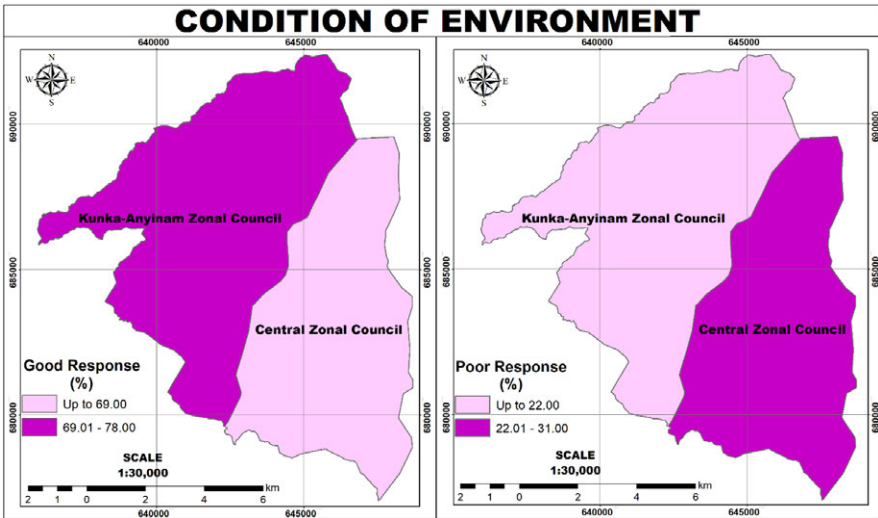 CONDITION OF ENVIRONMENT
640000 645000
N
W E
S
690000
685000
680000
690000
685000
680000
Kunka-Anyinam Zonal Council
Central Zonal Council
Good Response
(%)
Up to 69.00
69.01 - 78.00
SCALE
1:30,000
km
2 1 0 2 4 6
640000 645000
640000 645000
N
W E
S
690000
685000
680000
Kunka-Anyinam Zonal Council
Central Zonal Council
Poor Response
(%)
Up to 22.00
22.01 - 31.00
SCALE
1:30,000
km
2 1 0 2 4 6
640000 645000